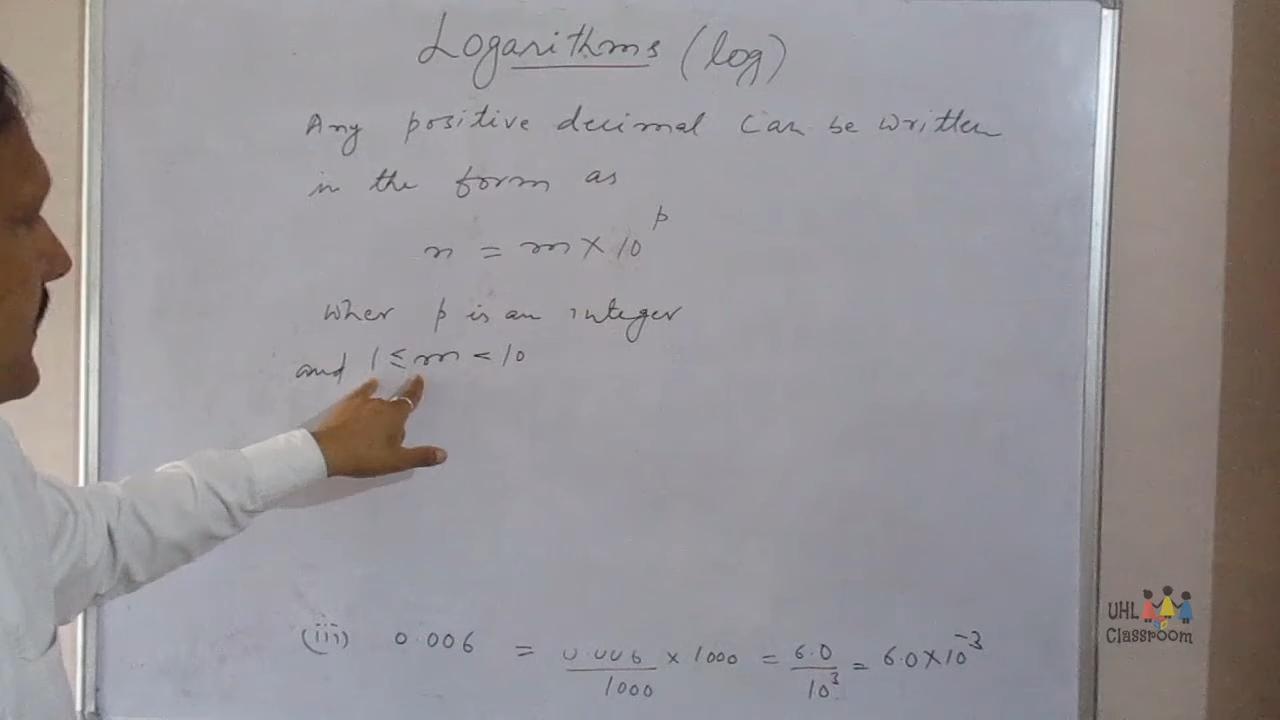 Logarithms (log)
Any positive decimal can be written
in the form as
n = m × 10^p
Wher p is an integer
and 1 ≤ m < 10
(iii) 0.006 = 0.006/1000 × 1000 = 6.0/10^3 = 6.0 × 10^-3
UHL
Classroom